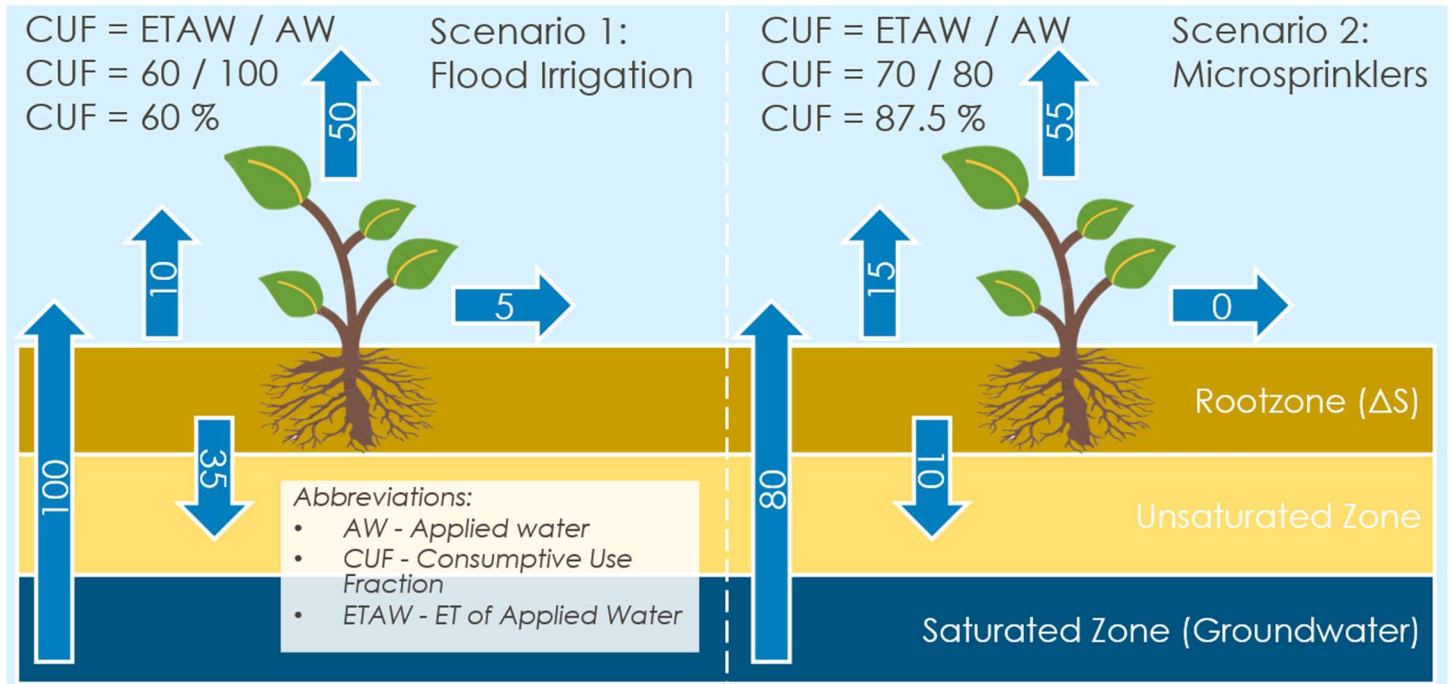 CUF = ETAW / AW
CUF = 60 / 100
CUF = 60 %
Scenario 1:
Flood Irrigation
50
10
5
100
35
Abbreviations:
• AW - Applied water
• CUF - Consumptive Use
Fraction
• ETAW - ET of Applied Water
CUF = ETAW / AW
CUF = 70 / 80
CUF = 87.5 %
Scenario 2:
Microsprinklers
55
15
0
80
10
Rootzone (ΔS)
Unsaturated Zone
Saturated Zone (Groundwater)